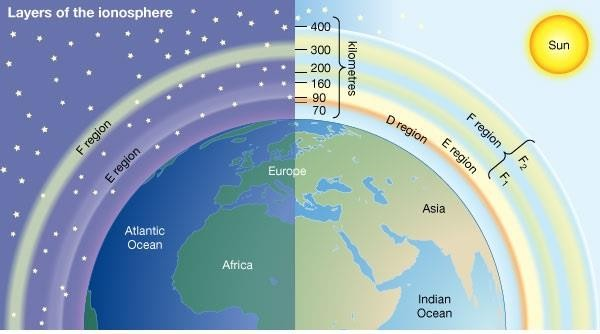 Layers of the ionosphere
400
300
200
160
90
70
kilometres
Sun
F region
E region
D region
E region
F region
F2
F1
Europe
Asia
Atlantic
Ocean
Africa
Indian
Ocean